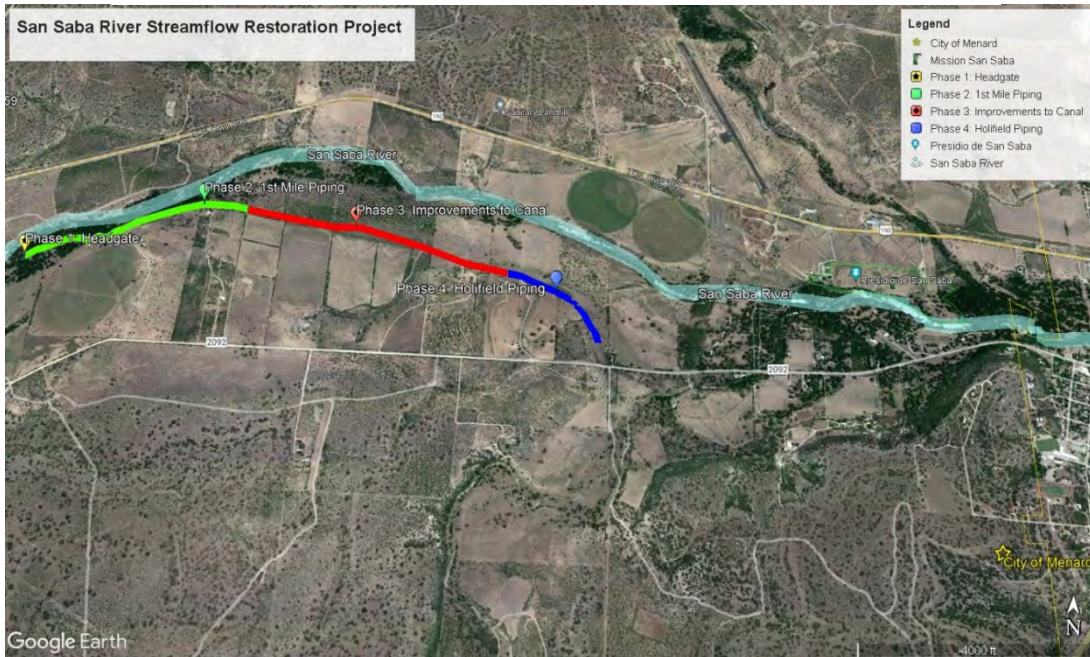 San Saba River Streamflow Restoration Project
Legend
City of Menard
Mission San Saba
Phase 1: Headgate
Phase 2: 1st Mile Piping
Phase 3: Improvements to Canal
Phase 4: Holifield Piping
Presidio de San Saba
San Saba River
Sanitary Landfill
190
San Saba River
Phase 2: 1st Mile Piping
Phase 3: Improvements to Canal
Phase 1: Headgate
190
Presidio de San Saba
Phase 4: Holifield Piping
San Saba River
2092
2092
City of Menard
N
Google Earth
4000 ft